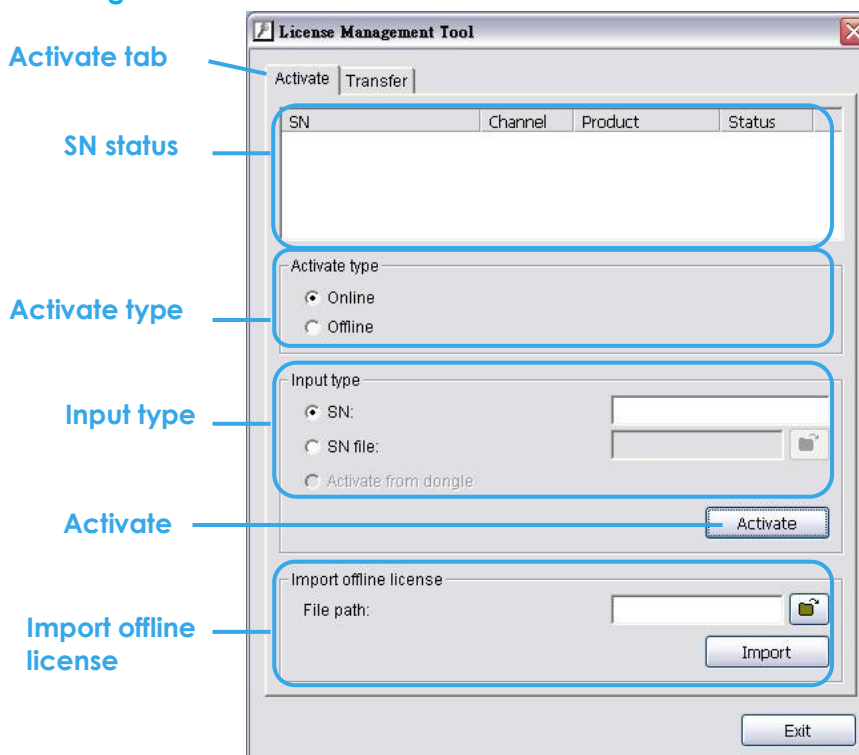 License Management Tool
Activate tab
Activate Transfer
SN Channel Product Status
SN status
Activate type
Online
Activate type
Offline
Input type
SN:
Input type
SN file:
Activate from dongle
Activate
Activate
Import offline license
File path:
Import offline
license
Import
Exit